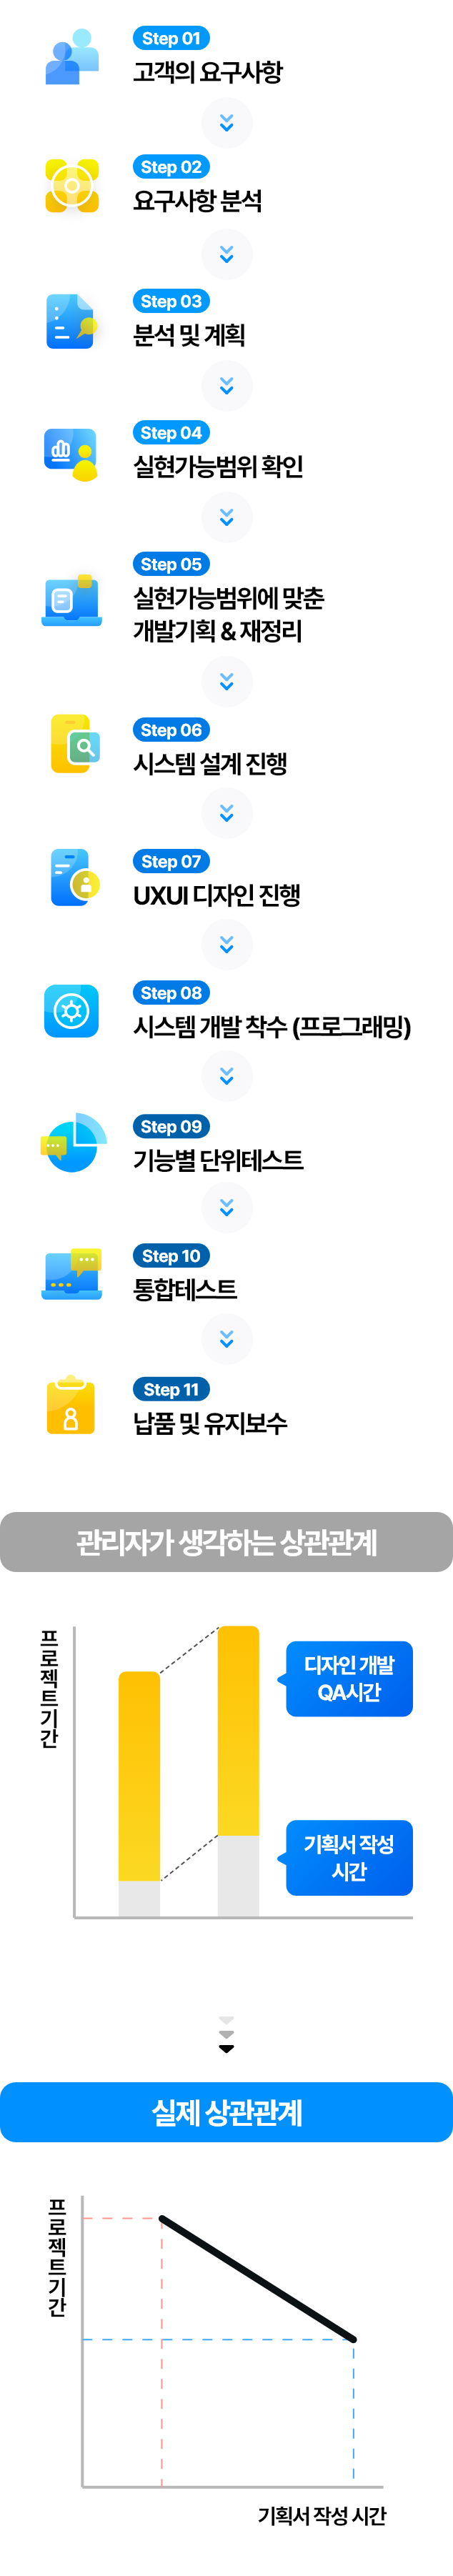 Step 01
고객의 요구사항
Step 02
요구사항 분석
Step 03
분석 및 계획
Step 04
실현가능범위 확인
Step 05
실현가능범위에 맞춘
개발기획 & 재정리
Step 06
시스템 설계 진행
Step 07
UXUI 디자인 진행
Step 08
시스템 개발 착수 (프로그래밍)
Step 09
기능별 단위테스트
Step 10
통합테스트
Step 11
납품 및 유지보수
관리자가 생각하는 상관관계
프로젝트기간
디자인 개발
QA시간
기획서 작성
시간
실제 상관관계
프로젝트기간
기획서 작성 시간